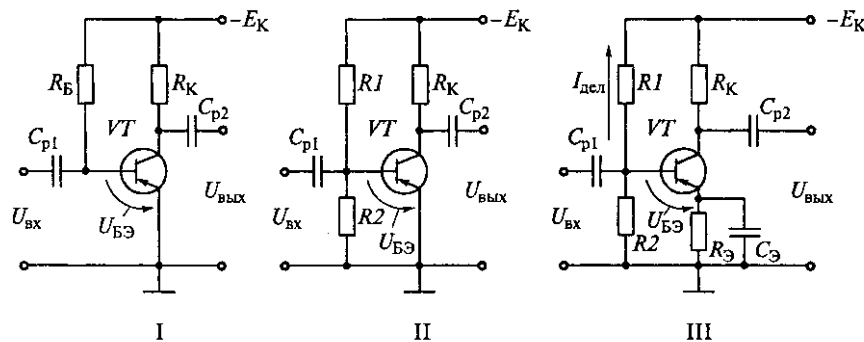 −E_К
R_Б
R_К
C_р2
C_р1
VT
U_вх
U_БЭ
U_вых
I
−E_К
R1
R_К
C_р2
C_р1
VT
R2
U_вх
U_БЭ
U_вых
II
−E_К
I_дел
R1
R_К
C_р2
C_р1
VT
U_вх
U_БЭ
R2
R_Э
C_Э
U_вых
III